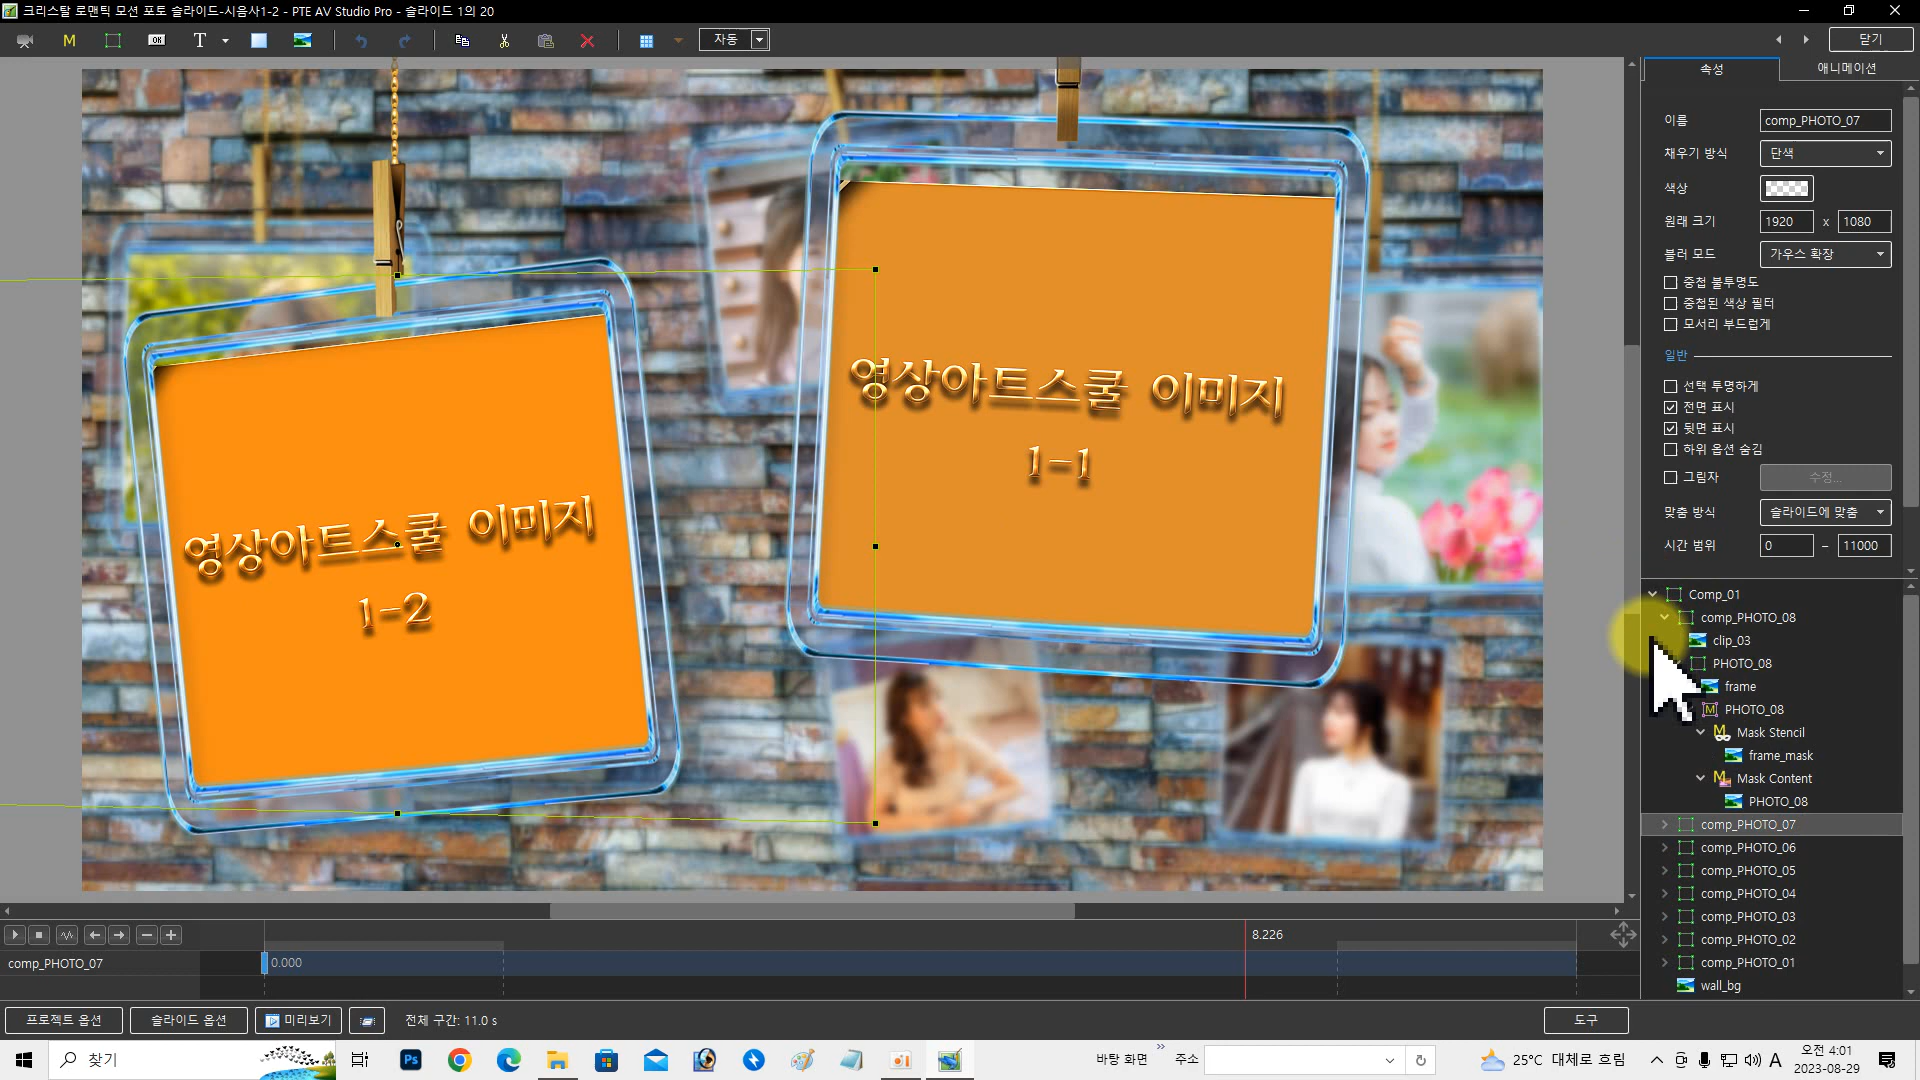 크리스탈 로맨틱 모션 포토 슬라이드-시음사1-2 - PTE AV Studio Pro - 슬라이드 1의 20
M
OK
T
자동
닫기
속성
애니메이션
이름
comp_PHOTO_07
채우기 방식
단색
색상
원래 크기
1920 x 1080
블러 모드
가우스 확장
중첩 불투명도
중첩된 색상 필터
모서리 부드럽게
일반
선택 투명하게
전면 표시
뒷면 표시
하위 옵션 숨김
그림자
수정...
맞춤 방식
슬라이드에 맞춤
시간 범위
0 – 11000
영상아트스쿨 이미지
1-1
영상아트스쿨 이미지
1-2
Comp_01
comp_PHOTO_08
clip_03
PHOTO_08
frame
M PHOTO_08
Mask Stencil
frame_mask
Mask Content
PHOTO_08
comp_PHOTO_07
comp_PHOTO_06
comp_PHOTO_05
comp_PHOTO_04
comp_PHOTO_03
comp_PHOTO_02
comp_PHOTO_01
wall_bg
8.226
comp_PHOTO_07
0.000
프로젝트 옵션
슬라이드 옵션
미리보기
전체 구간: 11.0 s
도구
찾기
Ps
바탕 화면
주소
25°C 대체로 흐림
A
오전 4:01
2023-08-29